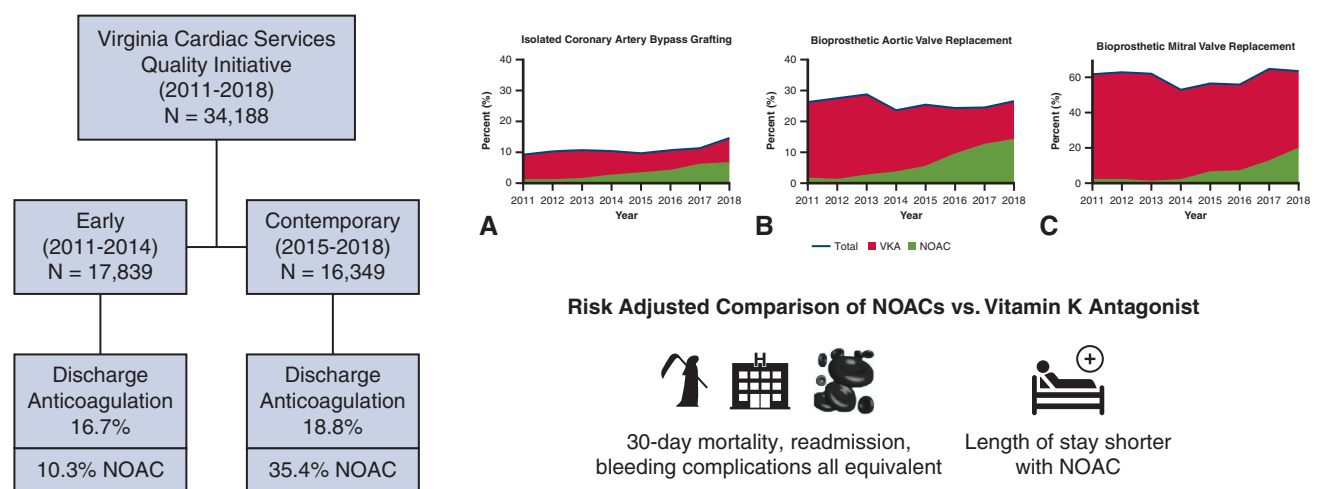 Virginia Cardiac Services
Quality Initiative
(2011-2018)
N = 34,188
Early
(2011-2014)
N = 17,839
Contemporary
(2015-2018)
N = 16,349
Discharge
Anticoagulation
16.7%
10.3% NOAC
Discharge
Anticoagulation
18.8%
35.4% NOAC
Isolated Coronary Artery Bypass Grafting
Percent (%)
40
30
20
10
0
2011 2012 2013 2014 2015 2016 2017 2018
Year
A
Bioprosthetic Aortic Valve Replacement
Percent (%)
40
30
20
10
0
2011 2012 2013 2014 2015 2016 2017 2018
Year
B
Bioprosthetic Mitral Valve Replacement
Percent (%)
60
40
20
0
2011 2012 2013 2014 2015 2016 2017 2018
Year
C
Total VKA NOAC
Risk Adjusted Comparison of NOACs vs. Vitamin K Antagonist
H
30-day mortality, readmission,
bleeding complications all equivalent
+
Length of stay shorter
with NOAC